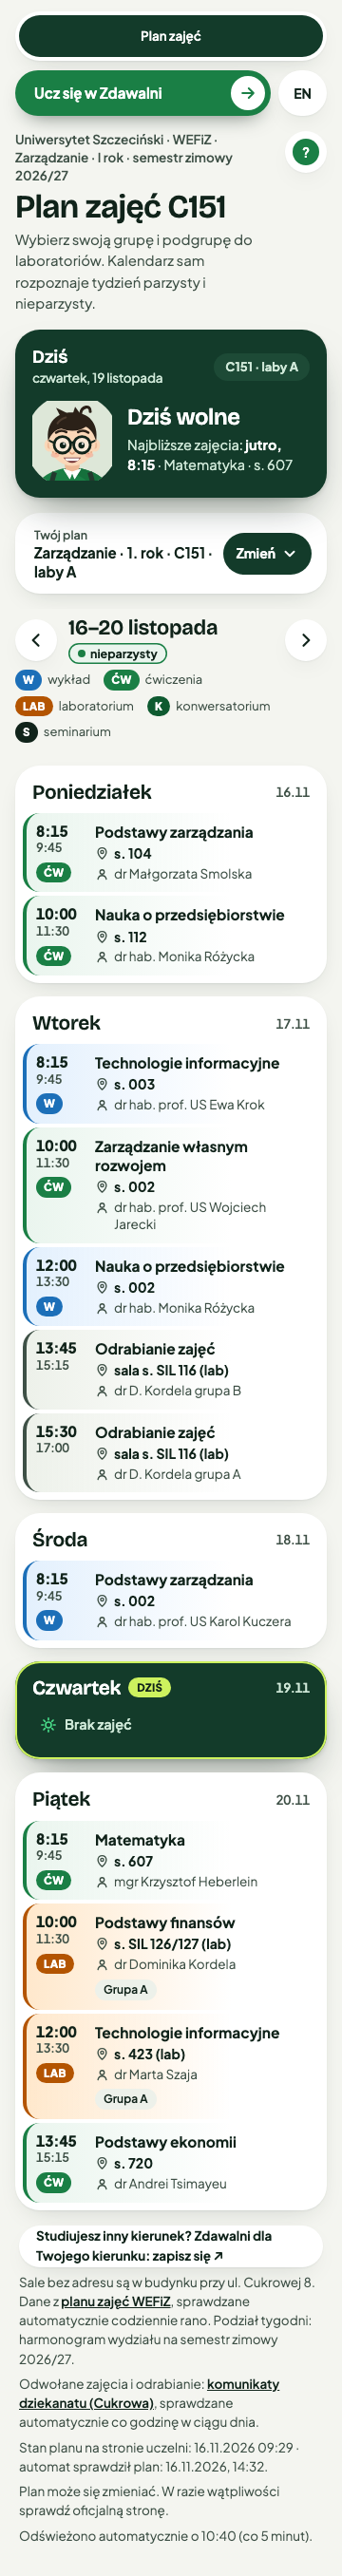 Plan zajęć
Ucz się w Zdawalni
EN
Uniwersytet Szczeciński · WEFiZ ·
Zarządzanie · I rok · semestr zimowy
2026/27
?
Plan zajęć C151
Wybierz swoją grupę i podgrupę do
laboratoriów. Kalendarz sam
rozpoznaje tydzień parzysty i
nieparzysty.
Dziś
czwartek, 19 listopada
C151 · laby A
Dziś wolne
Najbliższe zajęcia: jutro,
8:15 · Matematyka · s. 607
Twój plan
Zarządzanie · 1. rok · C151 ·
laby A
Zmień
16–20 listopada
nieparzysty
W wykład ĆW ćwiczenia
LAB laboratorium K konwersatorium
S seminarium
Poniedziałek 16.11
8:15 Podstawy zarządzania
9:45 s. 104
ĆW dr Małgorzata Smolska
10:00 Nauka o przedsiębiorstwie
11:30 s. 112
ĆW dr hab. Monika Różycka
Wtorek 17.11
8:15 Technologie informacyjne
9:45 s. 003
W dr hab. prof. US Ewa Krok
10:00 Zarządzanie własnym
11:30 rozwojem
ĆW s. 002
dr hab. prof. US Wojciech
Jarecki
12:00 Nauka o przedsiębiorstwie
13:30 s. 002
W dr hab. Monika Różycka
13:45 Odrabianie zajęć
15:15 sala s. SIL 116 (lab)
dr D. Kordela grupa B
15:30 Odrabianie zajęć
17:00 sala s. SIL 116 (lab)
dr D. Kordela grupa A
Środa 18.11
8:15 Podstawy zarządzania
9:45 s. 002
W dr hab. prof. US Karol Kuczera
Czwartek DZIŚ 19.11
Brak zajęć
Piątek 20.11
8:15 Matematyka
9:45 s. 607
ĆW mgr Krzysztof Heberlein
10:00 Podstawy finansów
11:30 s. SIL 126/127 (lab)
LAB dr Dominika Kordela
Grupa A
12:00 Technologie informacyjne
13:30 s. 423 (lab)
LAB dr Marta Szaja
Grupa A
13:45 Podstawy ekonomii
15:15 s. 720
ĆW dr Andrei Tsimayeu
Studiujesz inny kierunek? Zdawalni dla
Twojego kierunku: zapisz się ↗
Sale bez adresu są w budynku przy ul. Cukrowej 8.
Dane z planu zajęć WEFiZ, sprawdzane
automatycznie codziennie rano. Podział tygodni:
harmonogram wydziału na semestr zimowy
2026/27.
Odwołane zajęcia i odrabianie: komunikaty
dziekanatu (Cukrowa), sprawdzane
automatycznie co godzinę w ciągu dnia.
Stan planu na stronie uczelni: 16.11.2026 09:29 ·
automat sprawdził plan: 16.11.2026, 14:32.
Plan może się zmieniać. W razie wątpliwości
sprawdź oficjalną stronę.
Odświeżono automatycznie o 10:40 (co 5 minut).